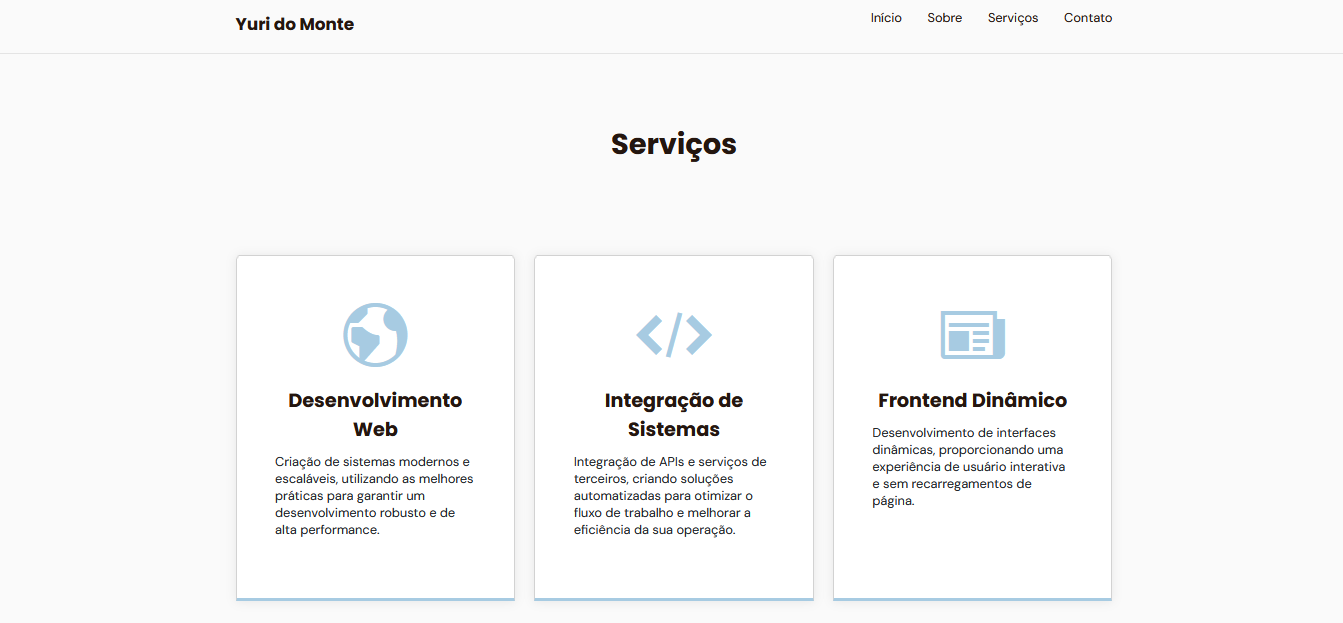 Yuri do Monte
Início Sobre Serviços Contato
Serviços
Desenvolvimento
Web
Criação de sistemas modernos e
escaláveis, utilizando as melhores
práticas para garantir um
desenvolvimento robusto e de
alta performance.
Integração de
Sistemas
Integração de APIs e serviços de
terceiros, criando soluções
automatizadas para otimizar o
fluxo de trabalho e melhorar a
eficiência da sua operação.
Frontend Dinâmico
Desenvolvimento de interfaces
dinâmicas, proporcionando uma
experiência de usuário interativa
e sem recarregamentos de
página.